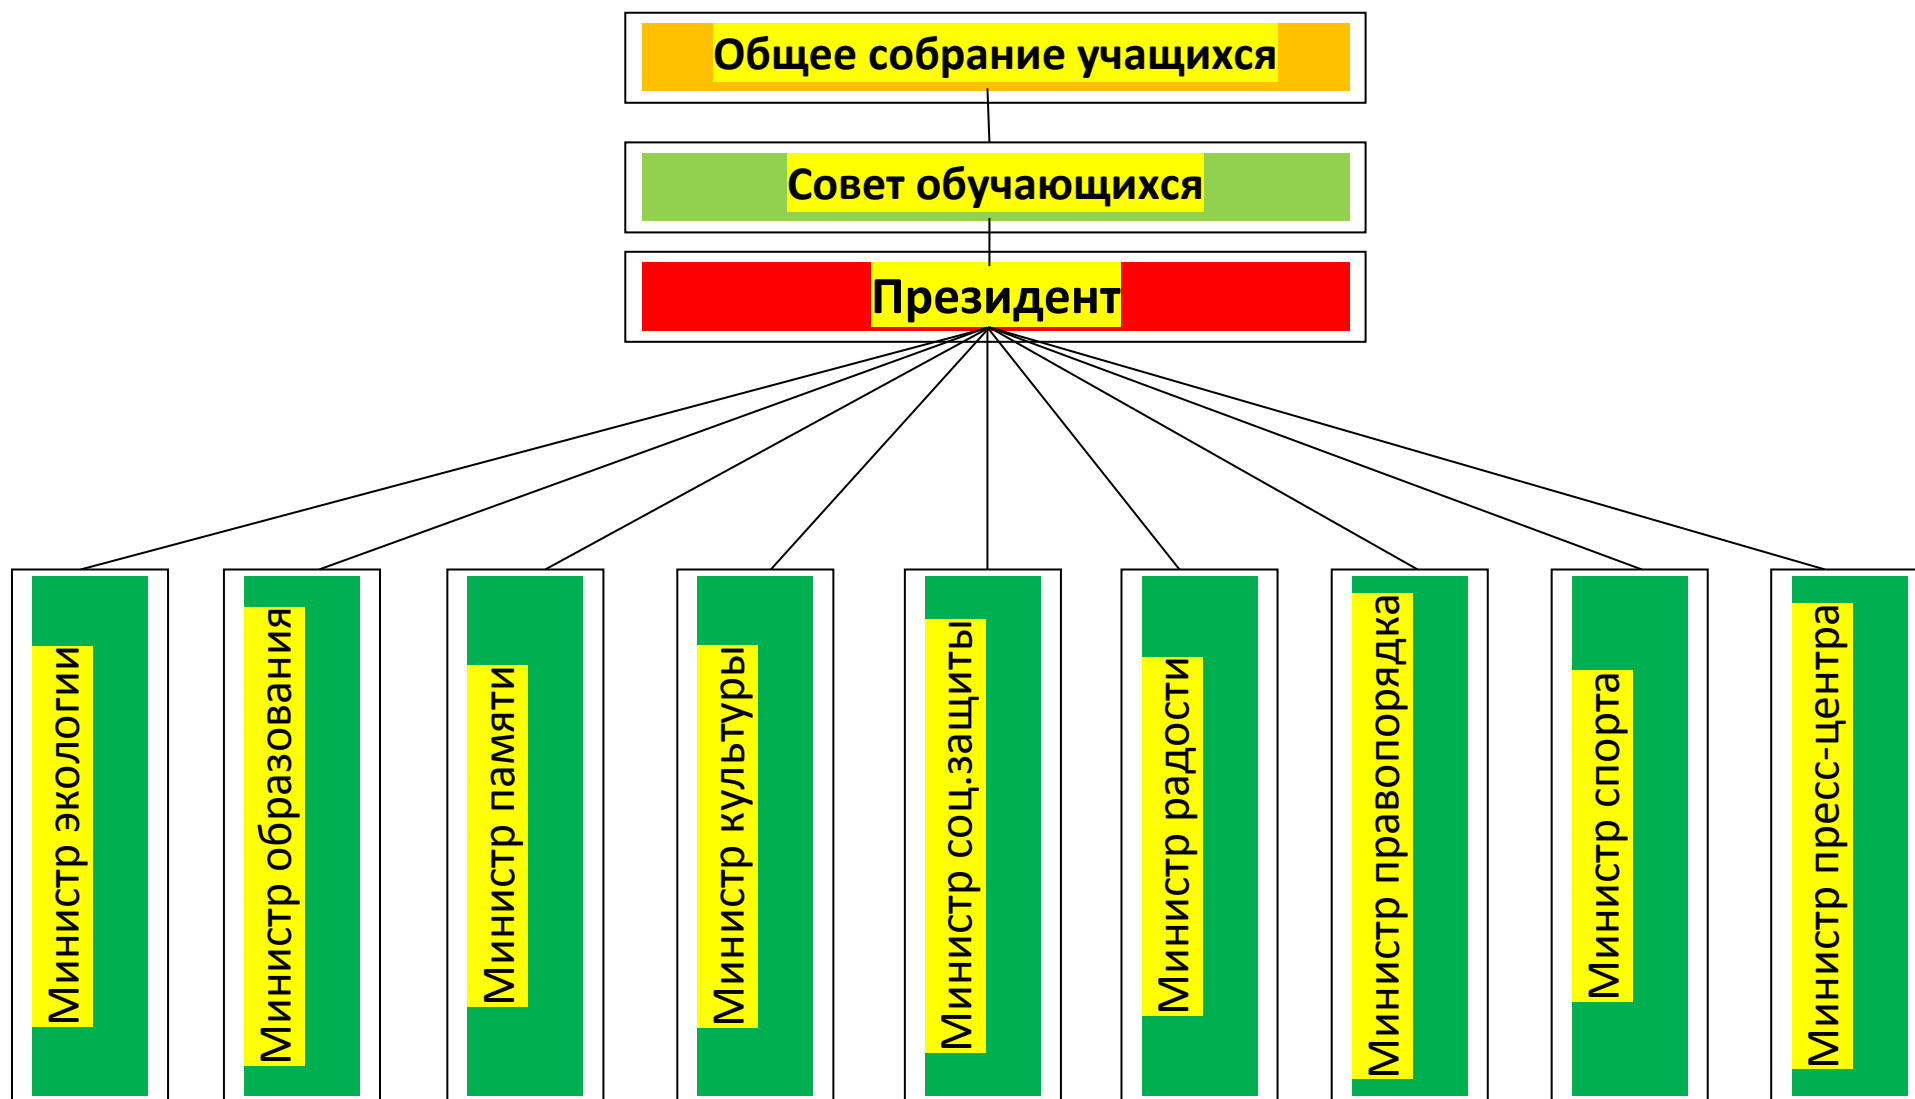 Общее собрание учащихся
Совет обучающихся
Президент
Министр экологии
Министр образования
Министр памяти
Министр культуры
Министр соц.защиты
Министр радости
Министр правопорядка
Министр спорта
Министр пресс-центра